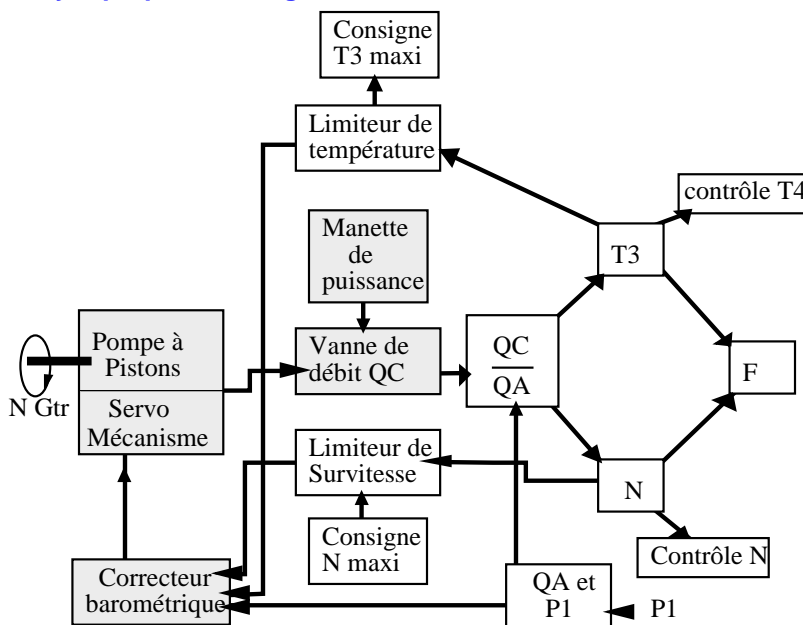 Consigne
T3 maxi
Limiteur de
température
contrôle T4
Manette
de
puissance
T3
Pompe à
Pistons
Vanne de
débit QC
QC
QA
F
N Gtr
Servo
Mécanisme
Limiteur de
Survitesse
N
Consigne
N maxi
Contrôle N
Correcteur
barométrique
QA et
P1
P1